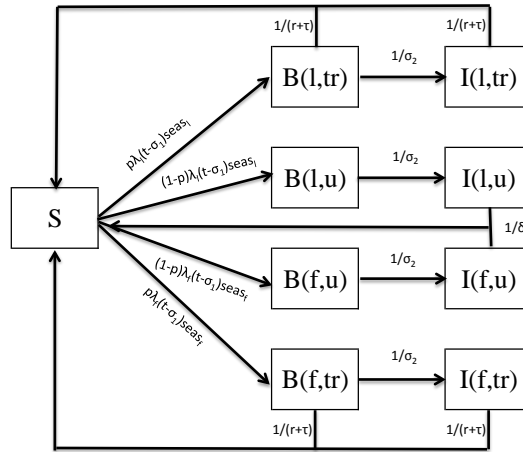 1/(r+τ)
1/(r+τ)
B(l,tr)
1/σ₂
I(l,tr)
pλₗ(t-σ₁)seasₗ
(1-p)λₗ(t-σ₁)seasₗ
B(l,u)
1/σ₂
I(l,u)
S
1/δ
(1-p)λf(t-σ₁)seasf
B(f,u)
1/σ₂
I(f,u)
pλf(t-σ₁)seasf
B(f,tr)
1/σ₂
I(f,tr)
1/(r+τ)
1/(r+τ)